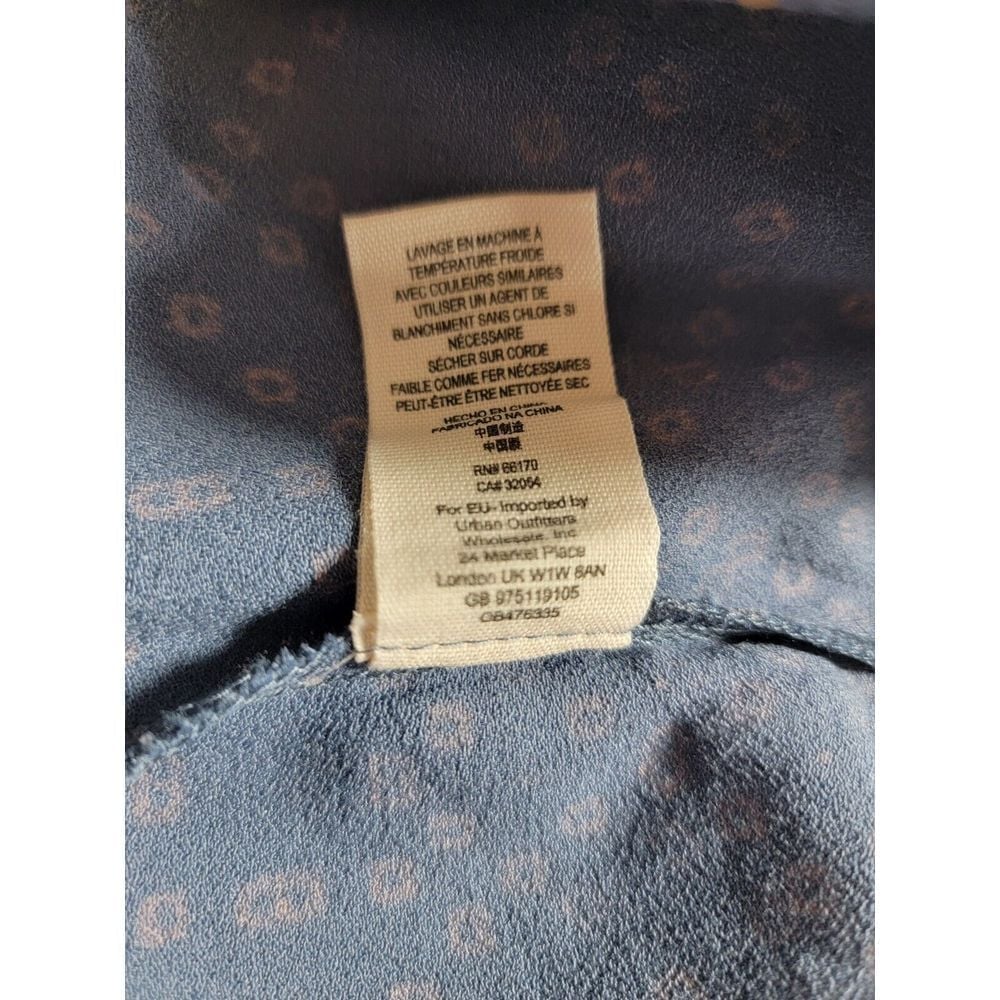 LAVAGE EN MACHINE À
TEMPÉRATURE FROIDE
AVEC COULEURS SIMILAIRES
UTILISER UN AGENT DE
BLANCHIMENT SANS CHLORE SI
NÉCESSAIRE
SÉCHER SUR CORDE
FAIBLE COMME FER NÉCESSAIRES
PEUT-ÊTRE ÊTRE NETTOYÉE SEC
HECHO EN CHINA
FABRICADO NA CHINA
中國制造
中国製
RN# 66170
CA# 32054
For EU- Imported by
Urban Outfitters
Wholesale, Inc
24 Market Place
London UK W1W 8AN
GB 975119105
OB476335